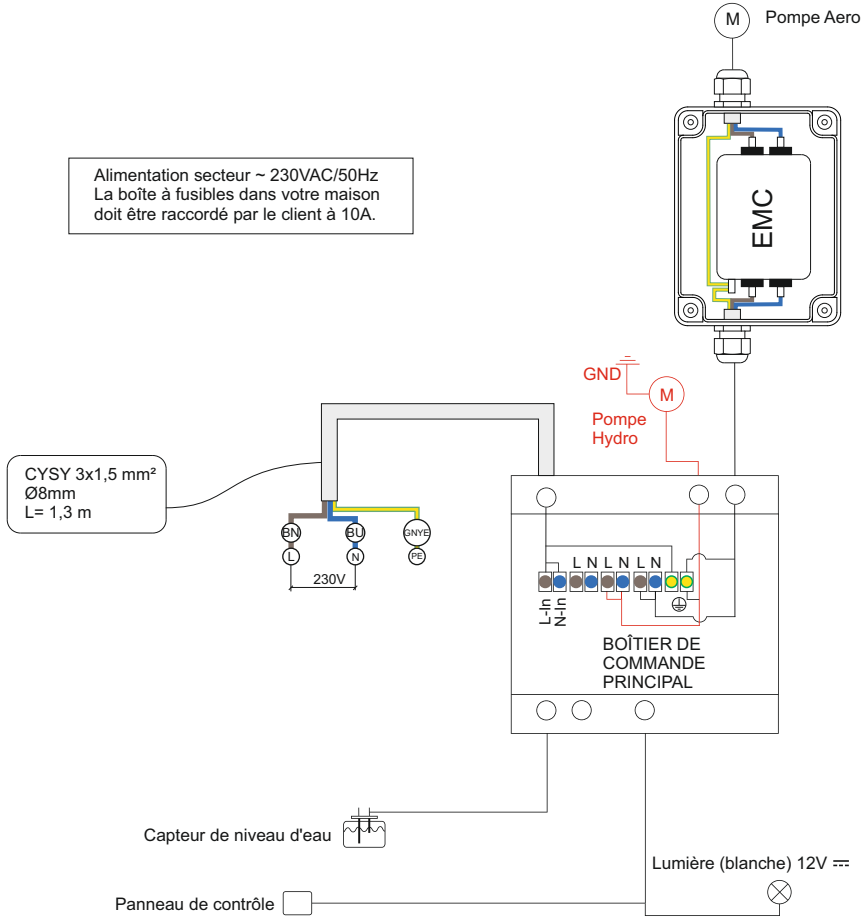 M
Pompe Aero
Alimentation secteur ~ 230VAC/50Hz
La boîte à fusibles dans votre maison
doit être raccordé par le client à 10A.
EMC
GND
M
Pompe
Hydro
CYSY 3x1,5 mm²
Ø8mm
L= 1,3 m
BN
BU
GNYE
L
N
PE
230V
L N L N L N
L-In
N-In
BOÎTIER DE
COMMANDE
PRINCIPAL
Capteur de niveau d'eau
Lumière (blanche) 12V ⎓
Panneau de contrôle